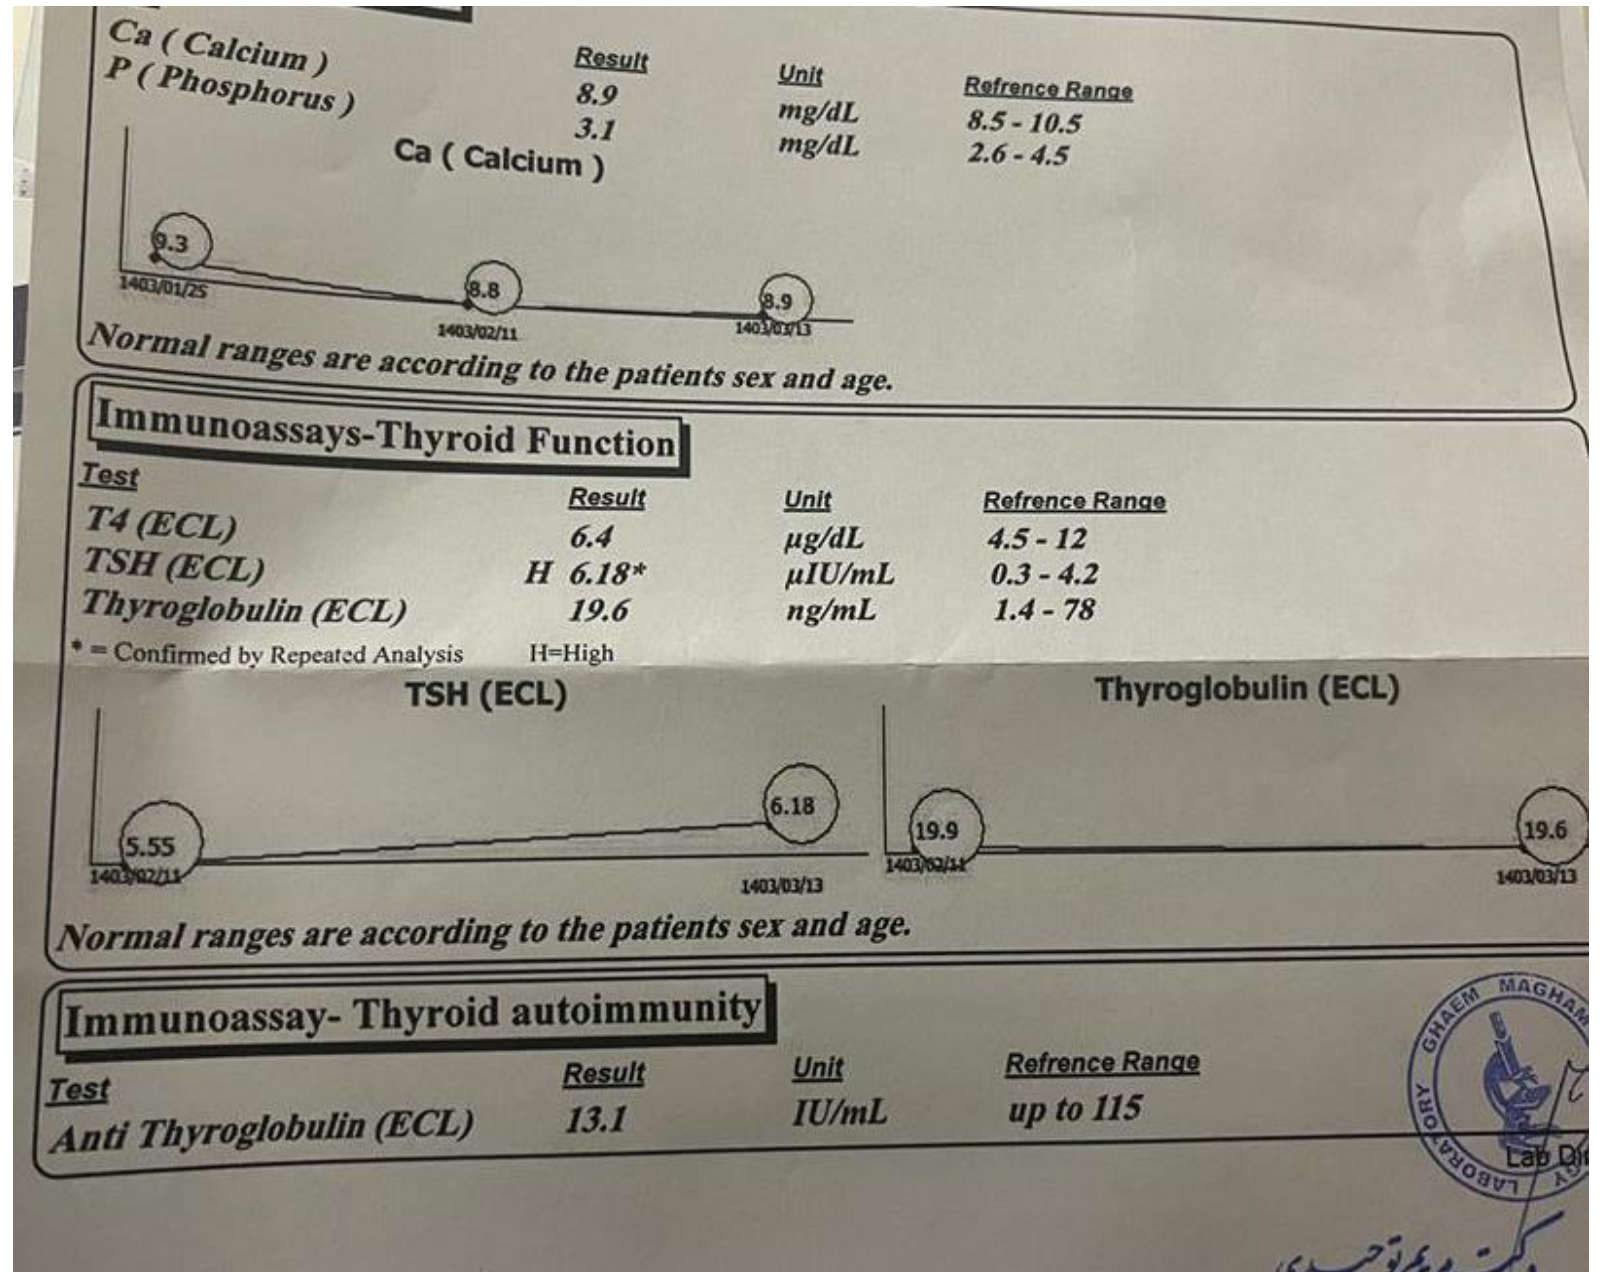 Ca ( Calcium )
P ( Phosphorus )
Result Unit Refrence Range
8.9 mg/dL 8.5 - 10.5
3.1 mg/dL 2.6 - 4.5
Ca ( Calcium )
9.3 8.8 8.9
1403/01/25 1403/02/11 1403/03/13
Normal ranges are according to the patients sex and age.
Immunoassays-Thyroid Function
Test Result Unit Refrence Range
T4 (ECL) 6.4 µg/dL 4.5 - 12
TSH (ECL) H 6.18* µIU/mL 0.3 - 4.2
Thyroglobulin (ECL) 19.6 ng/mL 1.4 - 78
* = Confirmed by Repeated Analysis H=High
TSH (ECL) Thyroglobulin (ECL)
5.55 6.18 19.9 19.6
1403/02/11 1403/03/13 1403/02/11 1403/03/13
Normal ranges are according to the patients sex and age.
Immunoassay- Thyroid autoimmunity
Test Result Unit Refrence Range
Anti Thyroglobulin (ECL) 13.1 IU/mL up to 115
GHAEM MAGHAM
LABORATORY
Lab Di